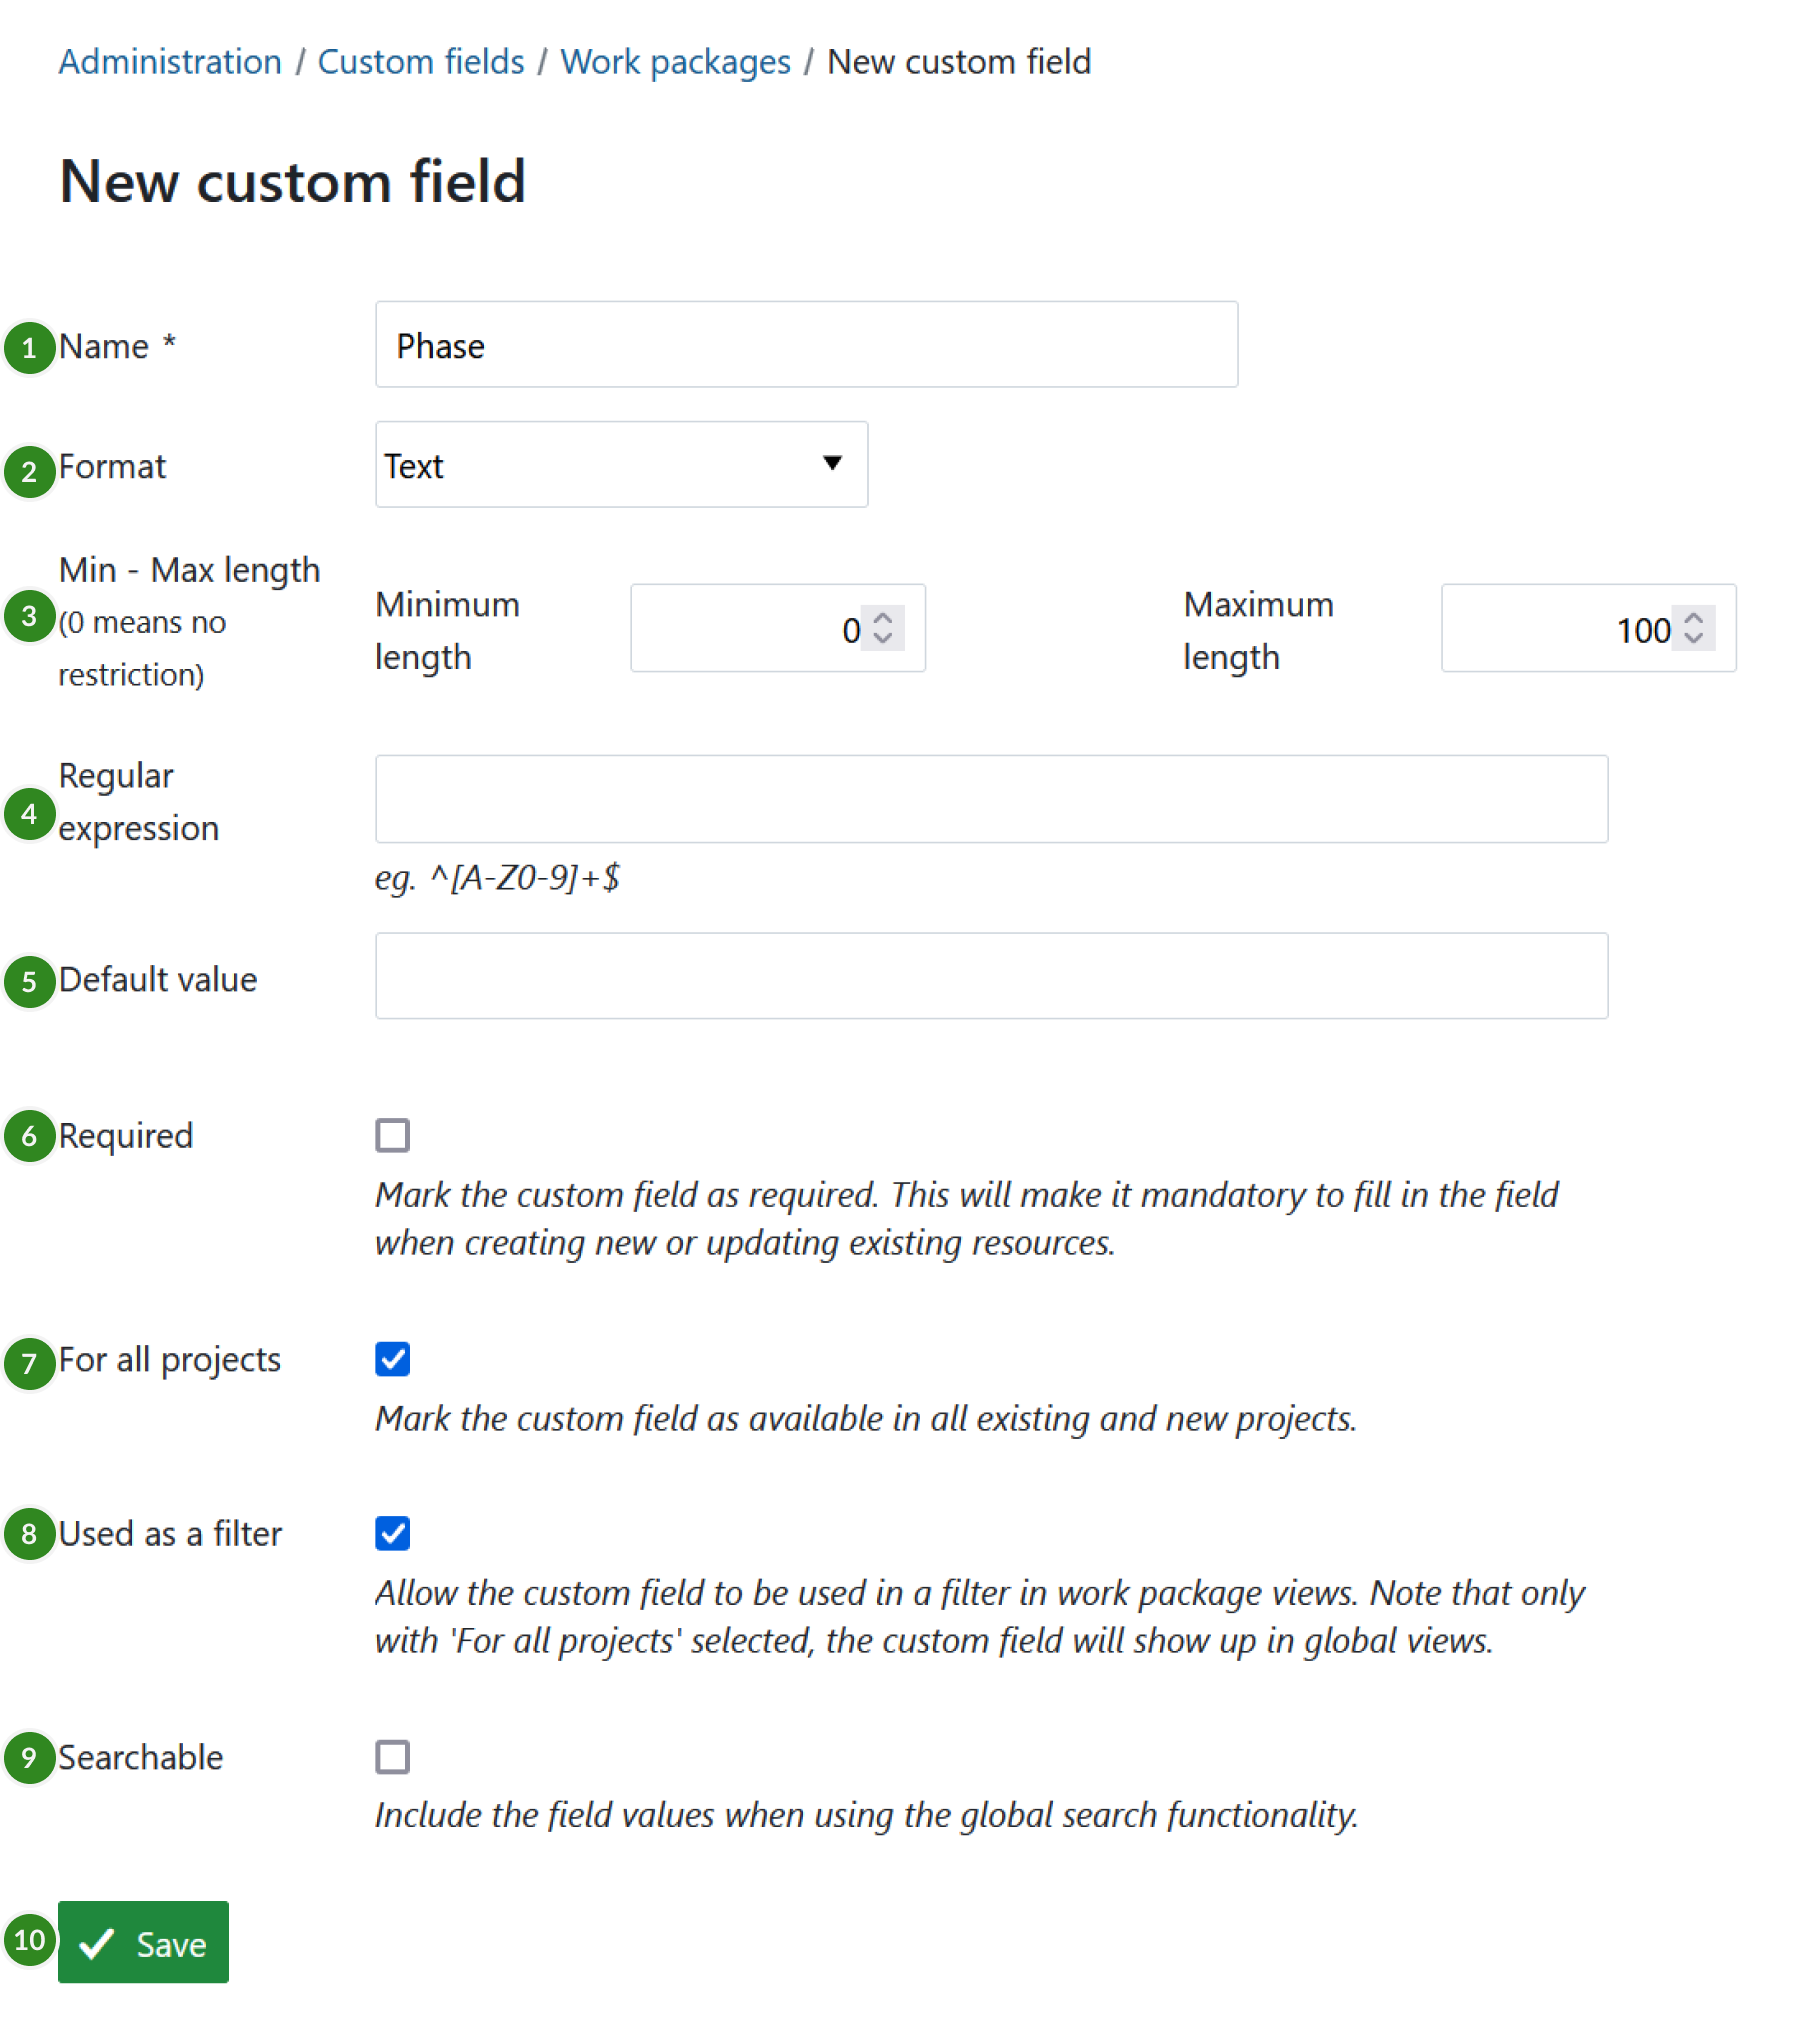 Administration / Custom fields / Work packages / New custom field
New custom field
1 Name * Phase
2 Format Text
Min - Max length
3 (0 means no
restriction)
Minimum
length
0
Maximum
length
100
Regular
4 expression
eg. ^[A-Z0-9]+$
5 Default value
6 Required
Mark the custom field as required. This will make it mandatory to fill in the field
when creating new or updating existing resources.
7 For all projects
Mark the custom field as available in all existing and new projects.
8 Used as a filter
Allow the custom field to be used in a filter in work package views. Note that only
with 'For all projects' selected, the custom field will show up in global views.
9 Searchable
Include the field values when using the global search functionality.
10 Save